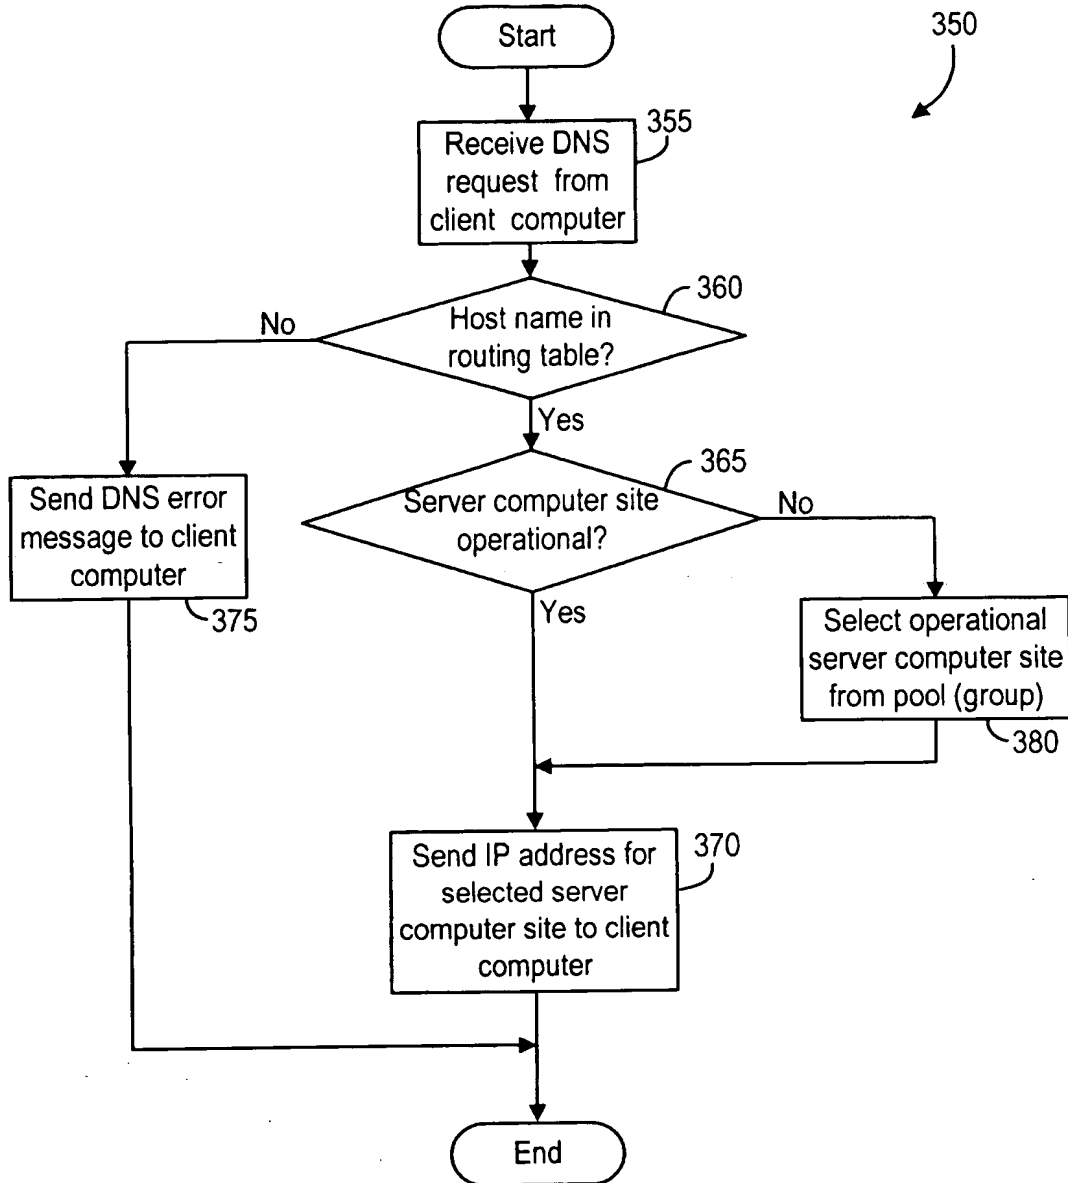 Start
350
Receive DNS
request from
client computer
355
Host name in
routing table?
360
No
Yes
Server computer site
operational?
365
No
Send DNS error
message to client
computer
375
Yes
Select operational
server computer site
from pool (group)
380
Send IP address for
selected server
computer site to client
computer
370
End